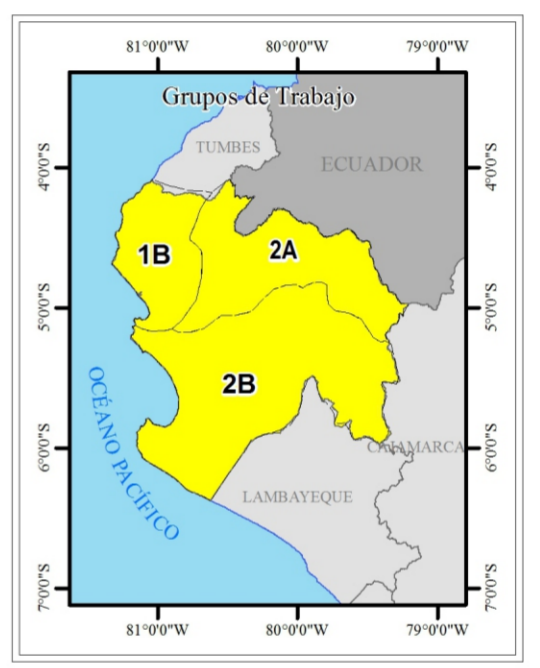 81°0'0"W 80°0'0"W 79°0'0"W
Grupos de Trabajo
TUMBES
ECUADOR
4°0'0"S 4°0'0"S
1B 2A
5°0'0"S 5°0'0"S
2B
OCÉANO PACÍFICO
6°0'0"S 6°0'0"S
CAJAMARCA
LAMBAYEQUE
7°0'0"S 7°0'0"S
81°0'0"W 80°0'0"W 79°0'0"W